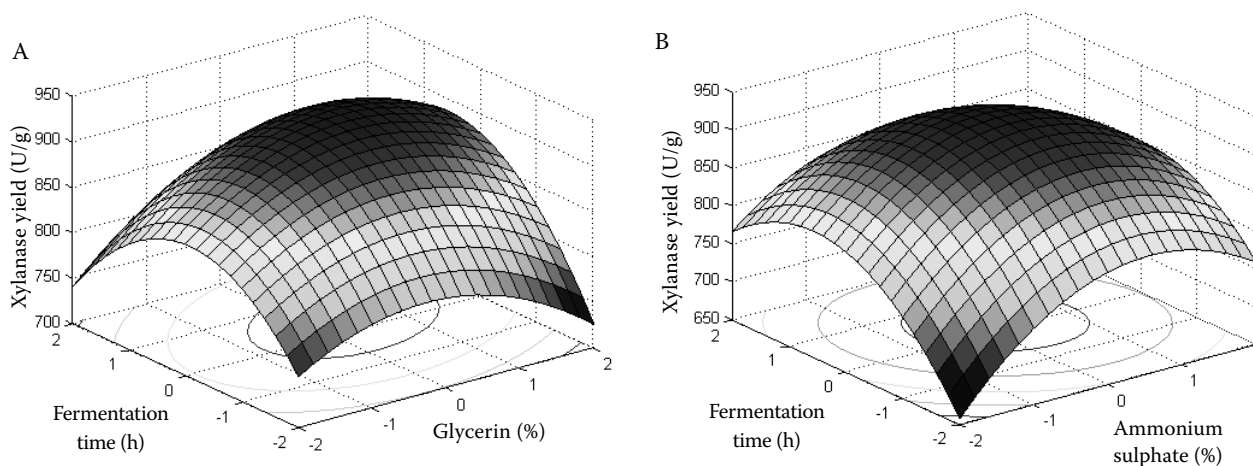 A
Xylanase yield (U/g)
950
900
850
800
750
700
2
1
0
-1
-2
Fermentation
time (h)
-2
-1
0
1
2
Glycerin (%)
B
Xylanase yield (U/g)
950
900
850
800
750
700
650
2
1
0
-1
-2
Fermentation
time (h)
-2
-1
0
1
Ammonium
sulphate (%)